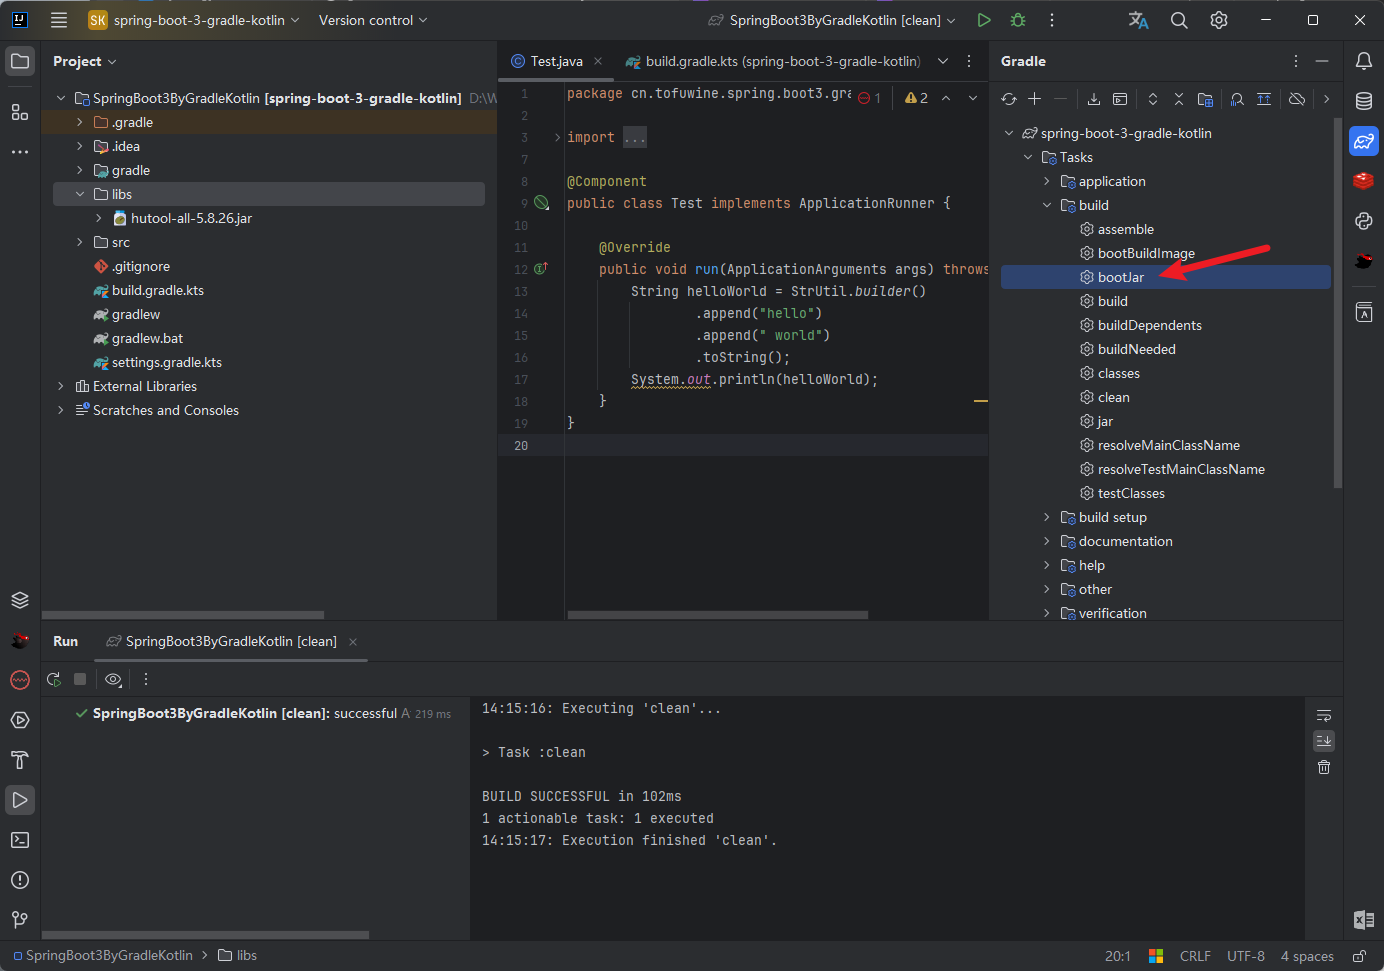 SK spring-boot-3-gradle-kotlin Version control SpringBoot3ByGradleKotlin [clean]
Project
Test.java build.gradle.kts (spring-boot-3-gradle-kotlin)
Gradle
SpringBoot3ByGradleKotlin [spring-boot-3-gradle-kotlin] D:\W
.gradle
.idea
gradle
libs
hutool-all-5.8.26.jar
src
.gitignore
build.gradle.kts
gradlew
gradlew.bat
settings.gradle.kts
External Libraries
Scratches and Consoles
1 package cn.tofuwine.spring.boot3.gra 1 2
2
3 import ...
7
8 @Component
9 public class Test implements ApplicationRunner {
10
11 @Override
12 public void run(ApplicationArguments args) throws
13 String helloWorld = StrUtil.builder()
14 .append("hello")
15 .append(" world")
16 .toString();
17 System.out.println(helloWorld);
18 }
19 }
20
spring-boot-3-gradle-kotlin
Tasks
application
build
assemble
bootBuildImage
bootJar
build
buildDependents
buildNeeded
classes
clean
jar
resolveMainClassName
resolveTestMainClassName
testClasses
build setup
documentation
help
other
verification
Run SpringBoot3ByGradleKotlin [clean]
SpringBoot3ByGradleKotlin [clean]: successful A 219 ms
14:15:16: Executing 'clean'...
> Task :clean
BUILD SUCCESSFUL in 102ms
1 actionable task: 1 executed
14:15:17: Execution finished 'clean'.
SpringBoot3ByGradleKotlin libs
20:1 CRLF UTF-8 4 spaces